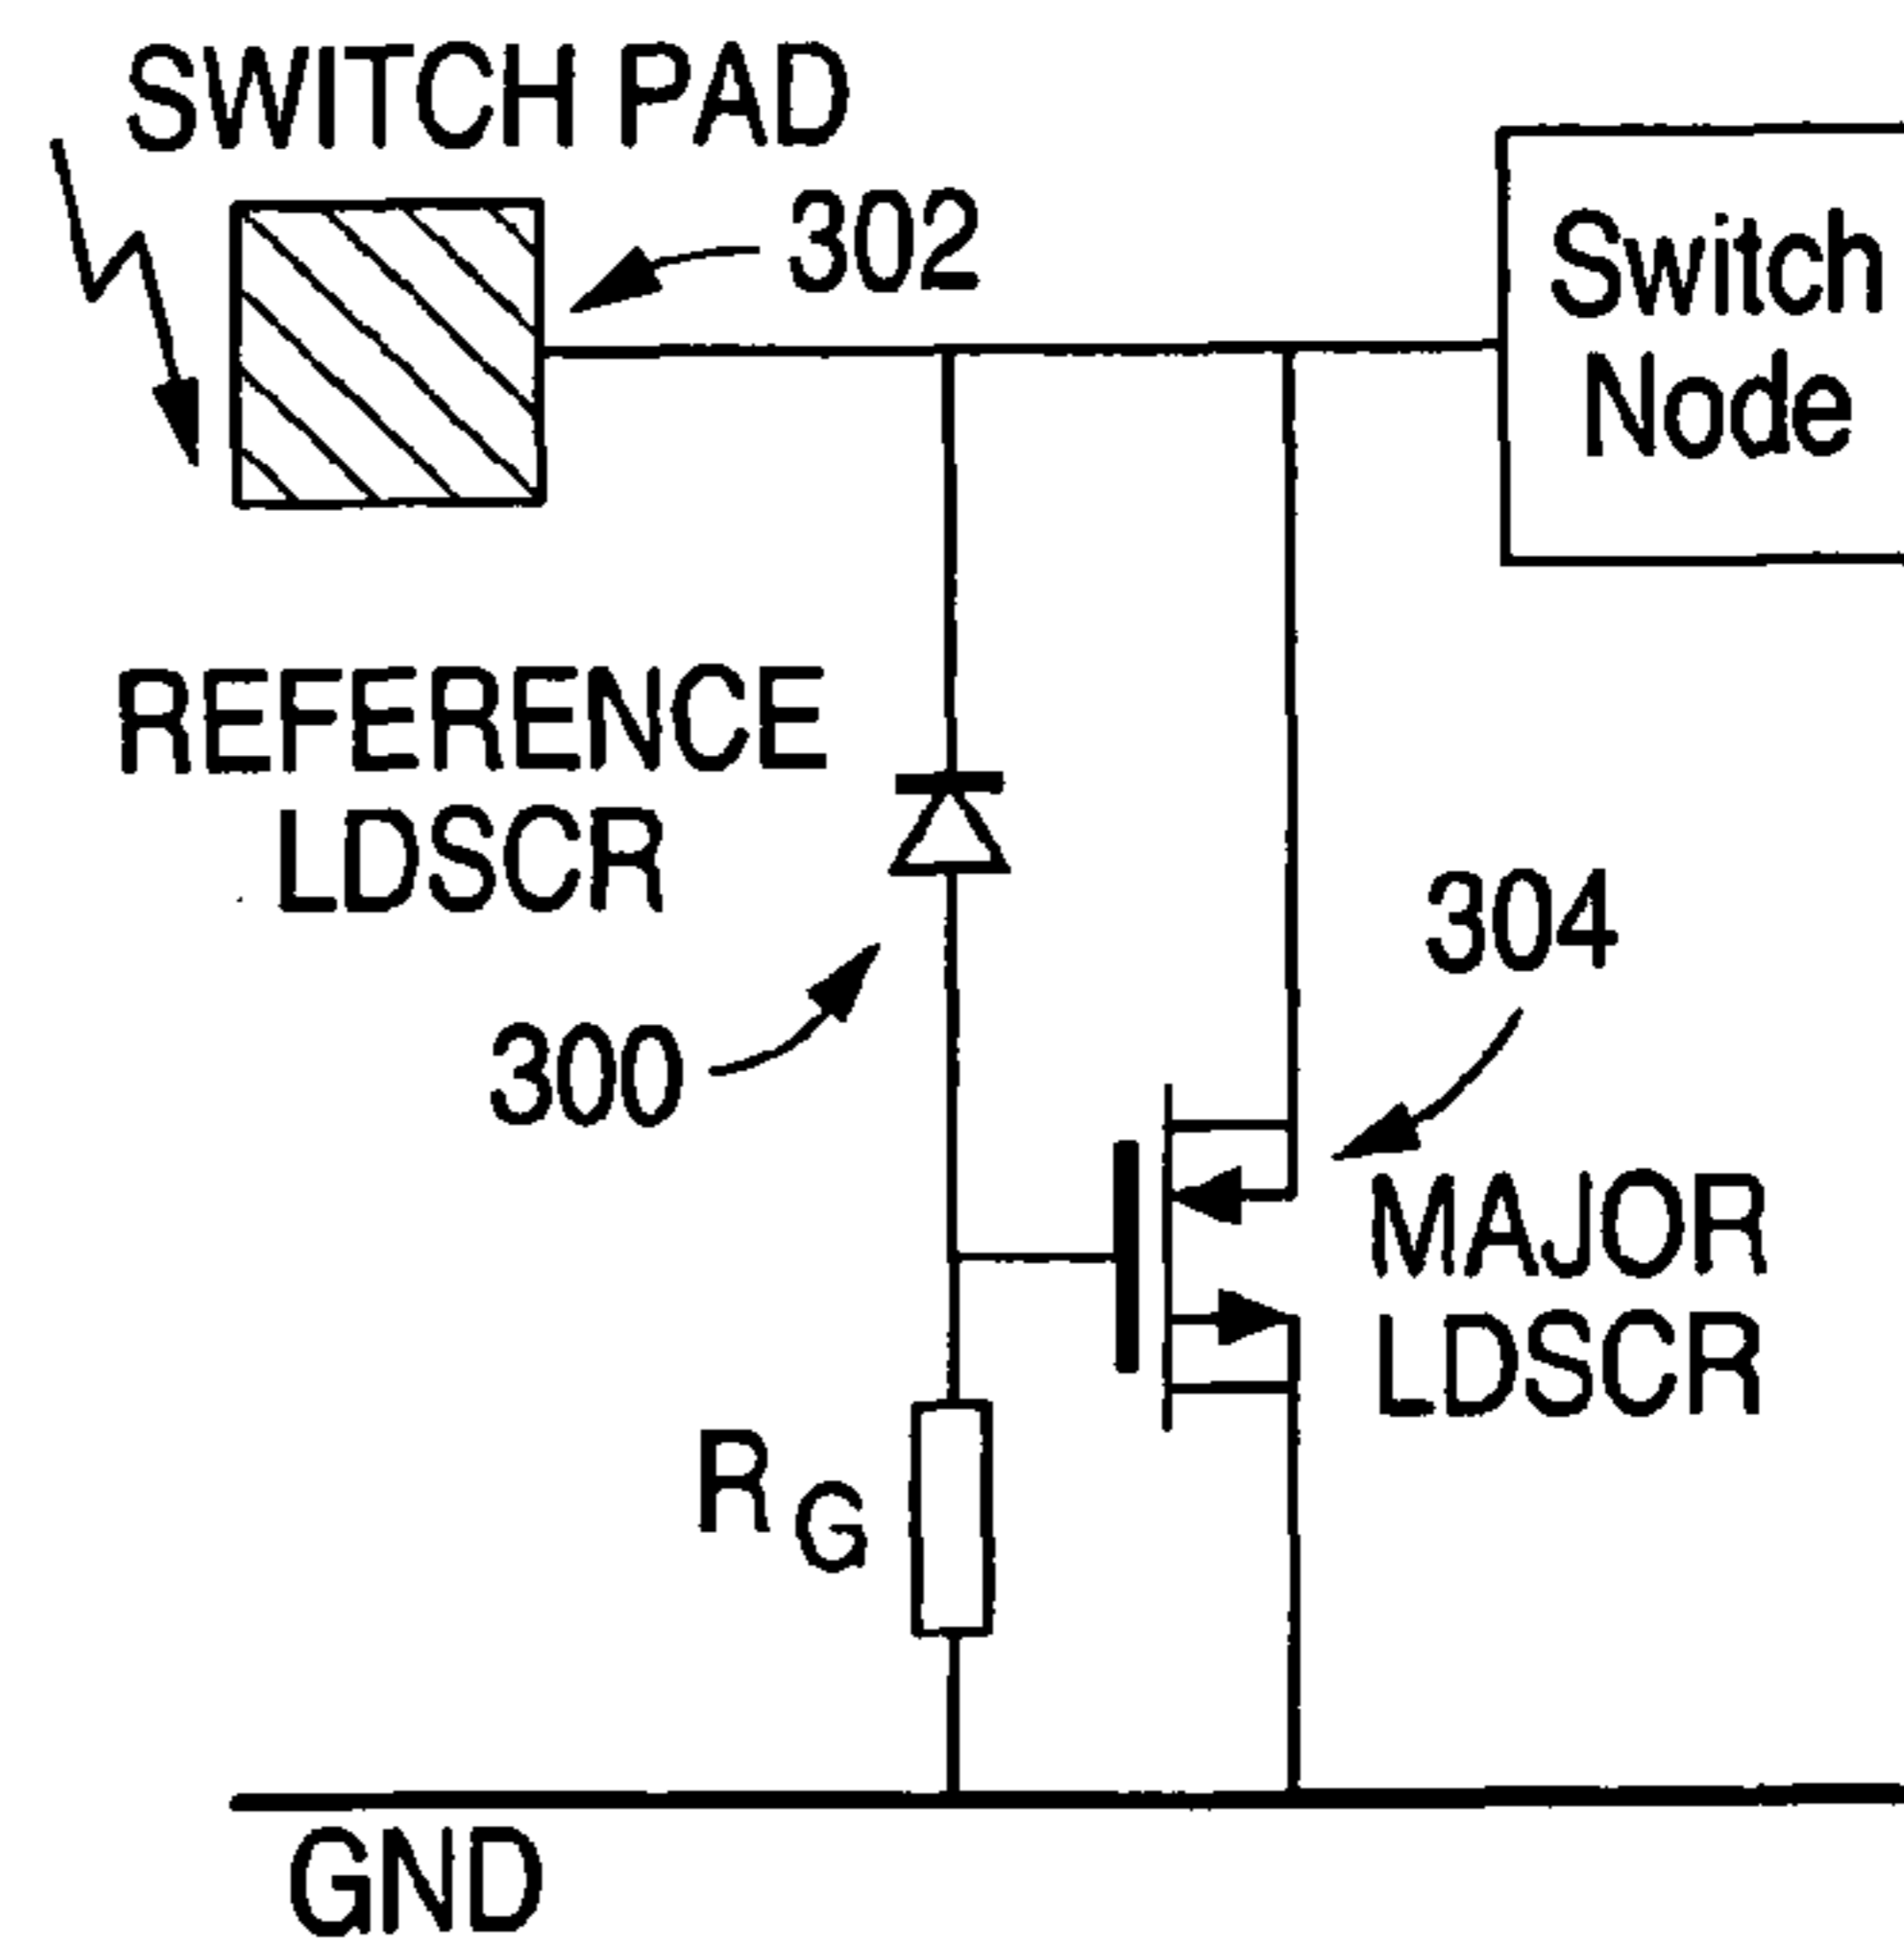 SWITCH PAD
302
Switch
Node
REFERENCE
LDSCR
300
304
MAJOR
LDSCR
R G
GND